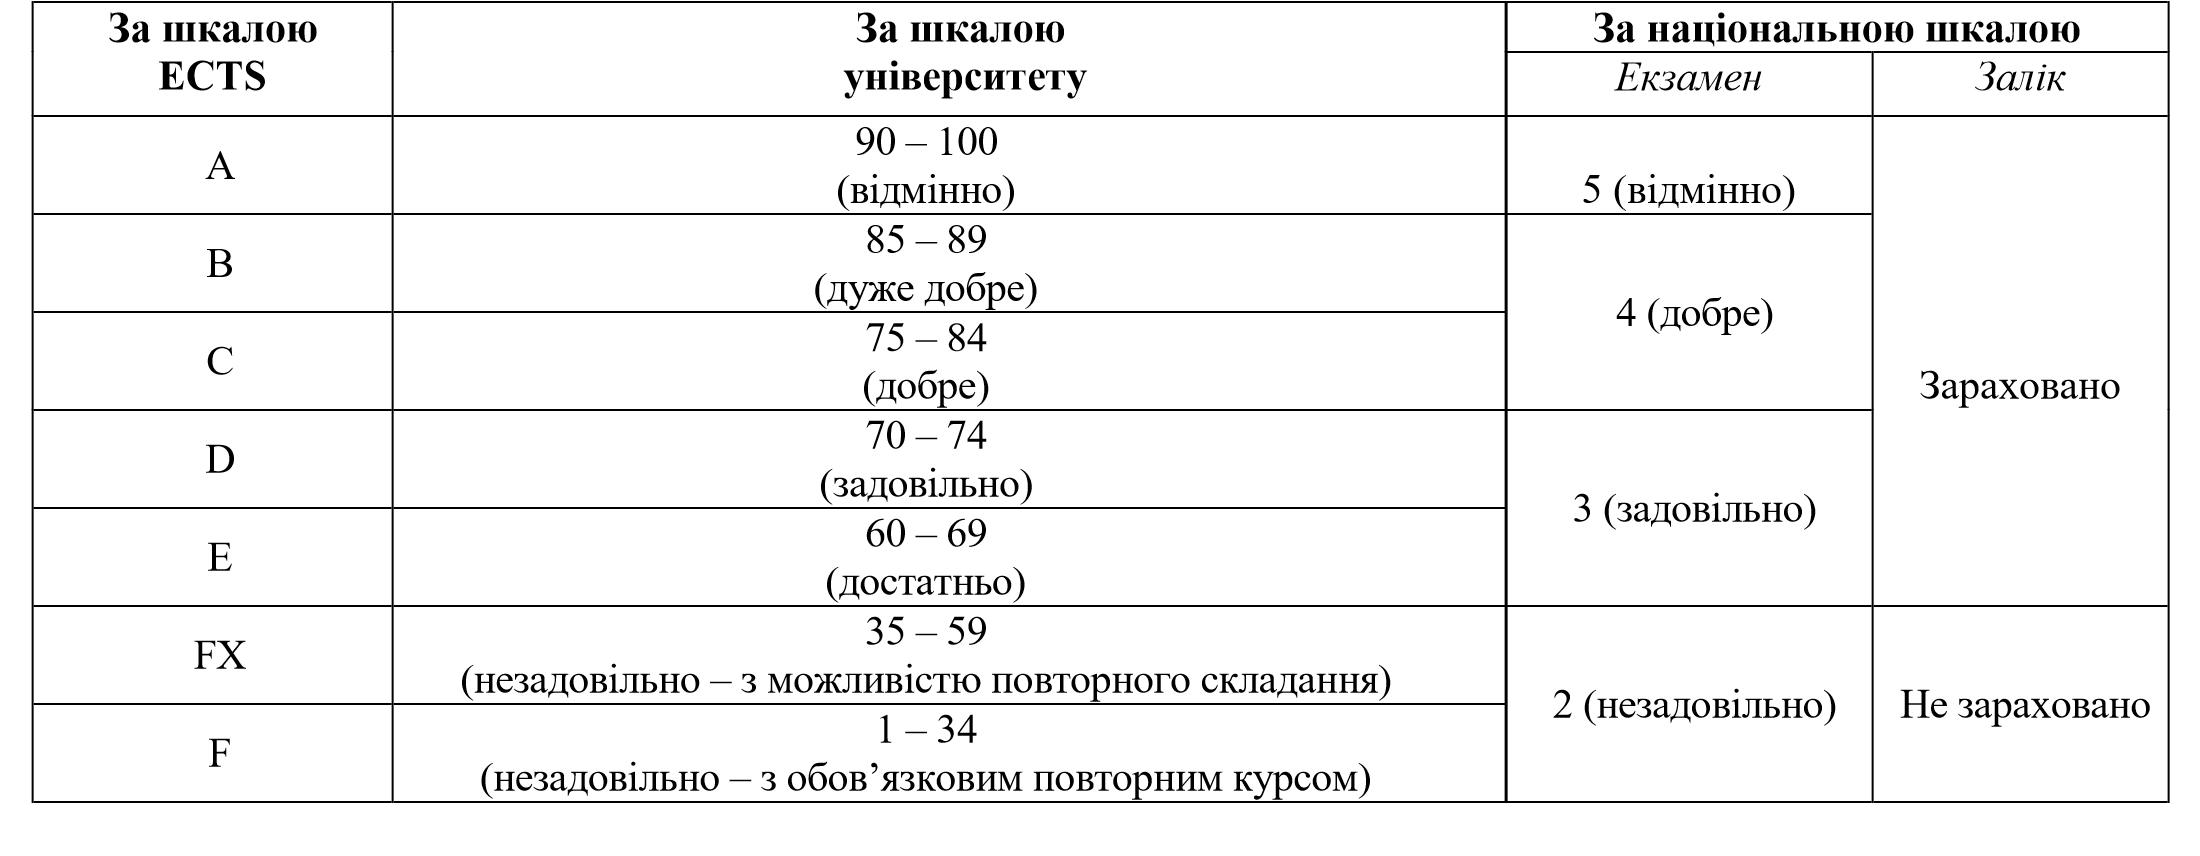 За шкалою
ECTS
За шкалою
університету
За національною шкалою
Екзамен
Залік
A
90 – 100
(відмінно)
5 (відмінно)
B
85 – 89
(дуже добре)
4 (добре)
C
75 – 84
(добре)
Зараховано
D
70 – 74
(задовільно)
3 (задовільно)
E
60 – 69
(достатньо)
FX
35 – 59
(незадовільно – з можливістю повторного складання)
2 (незадовільно)
Не зараховано
F
1 – 34
(незадовільно – з обов’язковим повторним курсом)